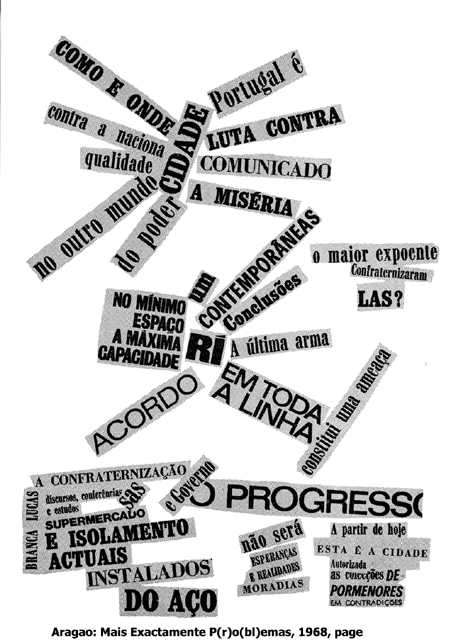 COMO E ONDE
Portugal é
contra a naciona
CIDADE
LUTA CONTRA
qualidade
COMUNICADO
no outro mundo
do poder
A MISÉRIA
um
CONTEMPORÂNEAS
Conclusões
o maior expoente
Confraternizaram
LAS?
NO MÍNIMO
ESPAÇO
A MÁXIMA
CAPACIDADE
RI
A última arma
ACORDO
EM TODA
A LINHA
constitui uma ameaça
A CONFRATERNIZAÇÃO
BRANCA LUCAS
discursos, conferências
e estudos
sas
e Governo
SUPERMERCADO
E ISOLAMENTO
ACTUAIS
INSTALADOS
DO AÇO
O PROGRESSO
não será
ESPERANÇAS
E REALIDADES
MORADIAS
A partir de hoje
ESTA É A CIDADE
Autorizada
as DE-
PORMENORES
EM CONTRADIÇÕES
Aragao: Mais Exactamente P(r)o(bl)emas, 1968, page